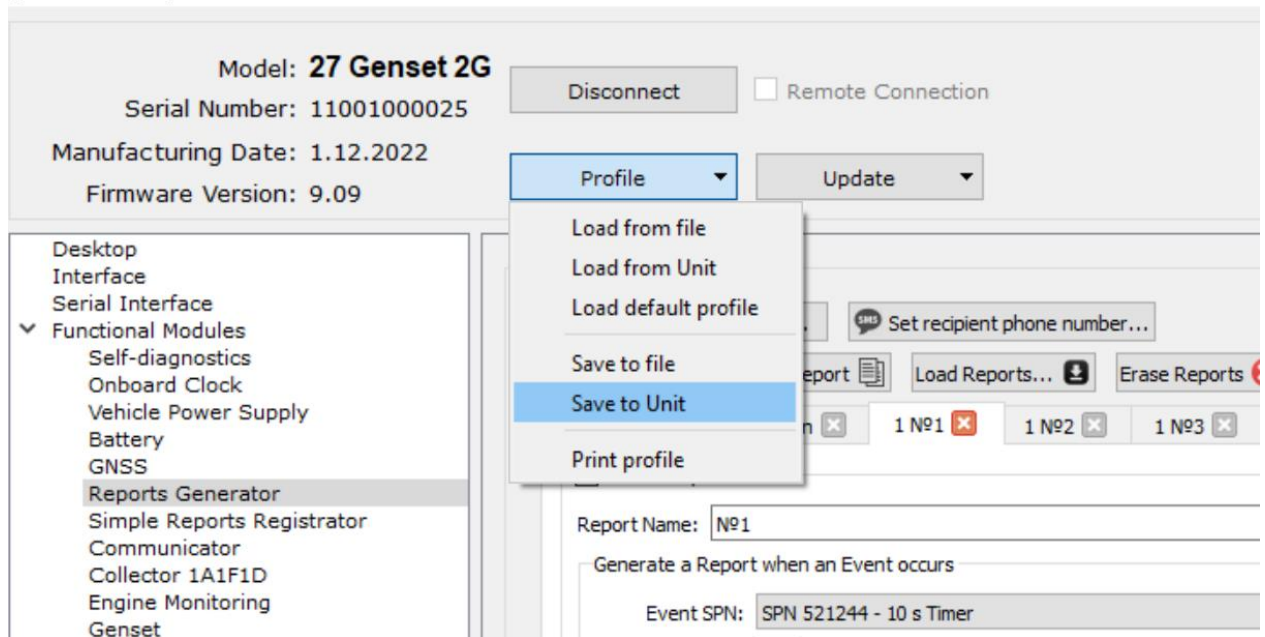 Model: 27 Genset 2G
Serial Number: 11001000025
Manufacturing Date: 1.12.2022
Firmware Version: 9.09
Disconnect
Remote Connection
Profile
Update
Load from file
Load from Unit
Load default profile
Save to file
Save to Unit
Print profile
Desktop
Interface
Serial Interface
Functional Modules
Self-diagnostics
Onboard Clock
Vehicle Power Supply
Battery
GNSS
Reports Generator
Simple Reports Registrator
Communicator
Collector 1A1F1D
Engine Monitoring
Genset
SMS Set recipient phone number...
Load Reports...
Erase Reports
1 №1
1 №2
1 №3
Report Name: №1
Generate a Report when an Event occurs
Event SPN: SPN 521244 - 10 s Timer